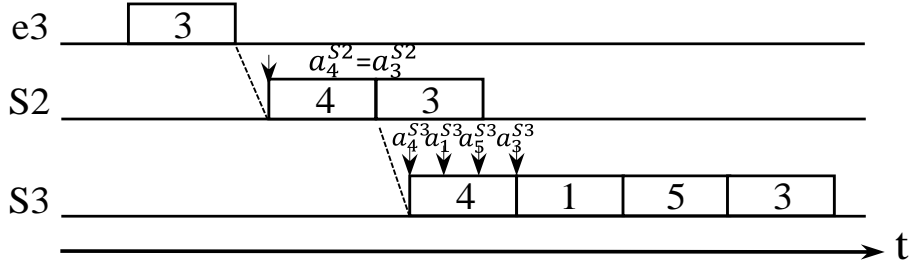 e3 3
a_4^{S2}=a_3^{S2}
S2 4 3
a_4^{S3} a_1^{S3} a_5^{S3} a_3^{S3}
S3 4 1 5 3
t